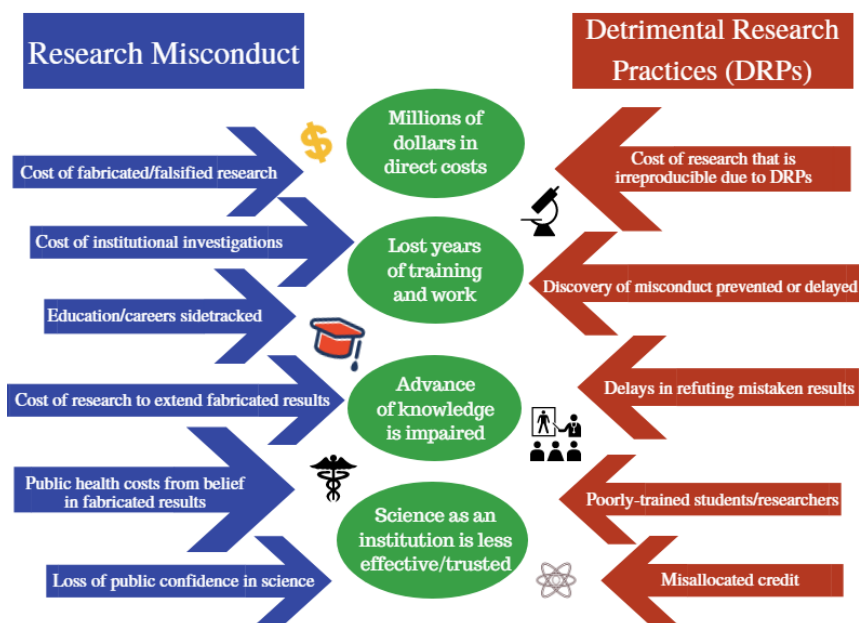 Research Misconduct
Detrimental Research
Practices (DRPs)
Millions of
dollars in
direct costs
Cost of fabricated/falsified research
Cost of research that is
irreproducible due to DRPs
Cost of institutional investigations
Lost years
of training
and work
Discovery of misconduct prevented or delayed
Education/careers sidetracked
Cost of research to extend fabricated results
Advance
of knowledge
is impaired
Delays in refuting mistaken results
Public health costs from belief
in fabricated results
Poorly-trained students/researchers
Science as an
institution is less
effective/trusted
Loss of public confidence in science
Misallocated credit